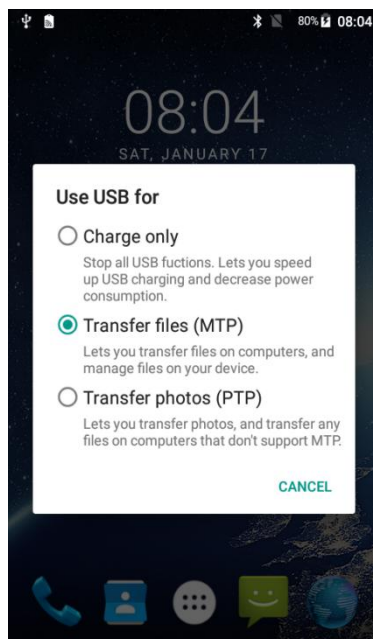 80% 08:04
08:04
SAT, JANUARY 17
Use USB for
Charge only
Stop all USB fuctions. Lets you speed
up USB charging and decrease power
consumption.
Transfer files (MTP)
Lets you transfer files on computers, and
manage files on your device.
Transfer photos (PTP)
Lets you transfer photos, and transfer any
files on computers that don't support MTP.
CANCEL